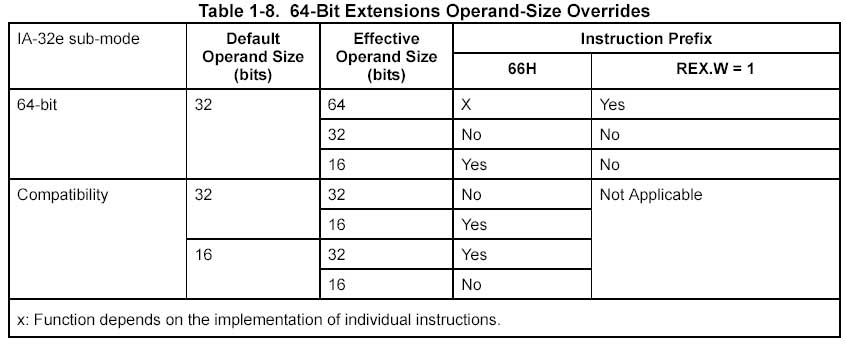 Table 1-8. 64-Bit Extensions Operand-Size Overrides
IA-32e sub-mode Default Operand Size (bits) Effective Operand Size (bits) Instruction Prefix
66H REX.W = 1
64-bit 32 64 X Yes
32 No No
16 Yes No
Compatibility 32 32 No Not Applicable
16 Yes
16 32 Yes
16 No
x: Function depends on the implementation of individual instructions.